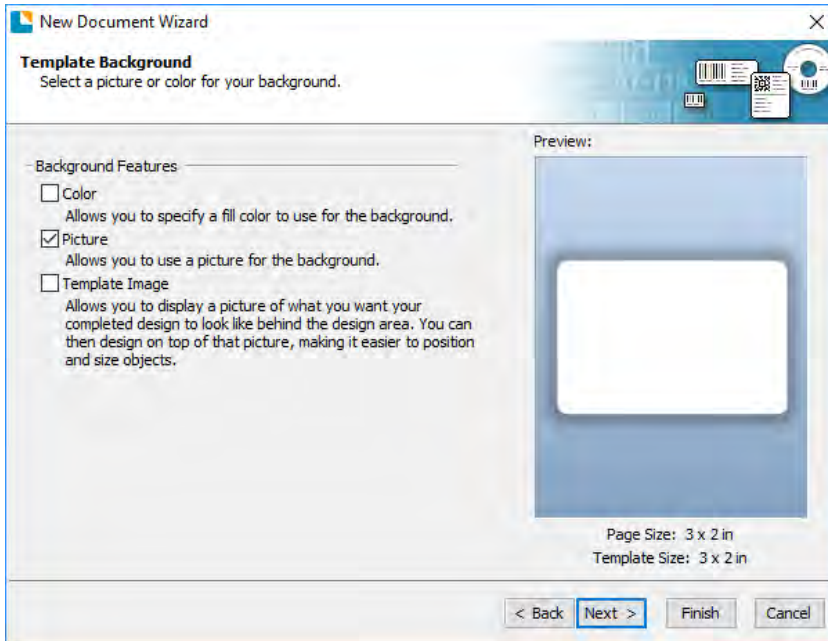 New Document Wizard
Template Background
Select a picture or color for your background.
Background Features
Color
Allows you to specify a fill color to use for the background.
Picture
Allows you to use a picture for the background.
Template Image
Allows you to display a picture of what you want your
completed design to look like behind the design area. You can
then design on top of that picture, making it easier to position
and size objects.
Preview:
Page Size: 3 x 2 in
Template Size: 3 x 2 in
< Back
Next >
Finish
Cancel